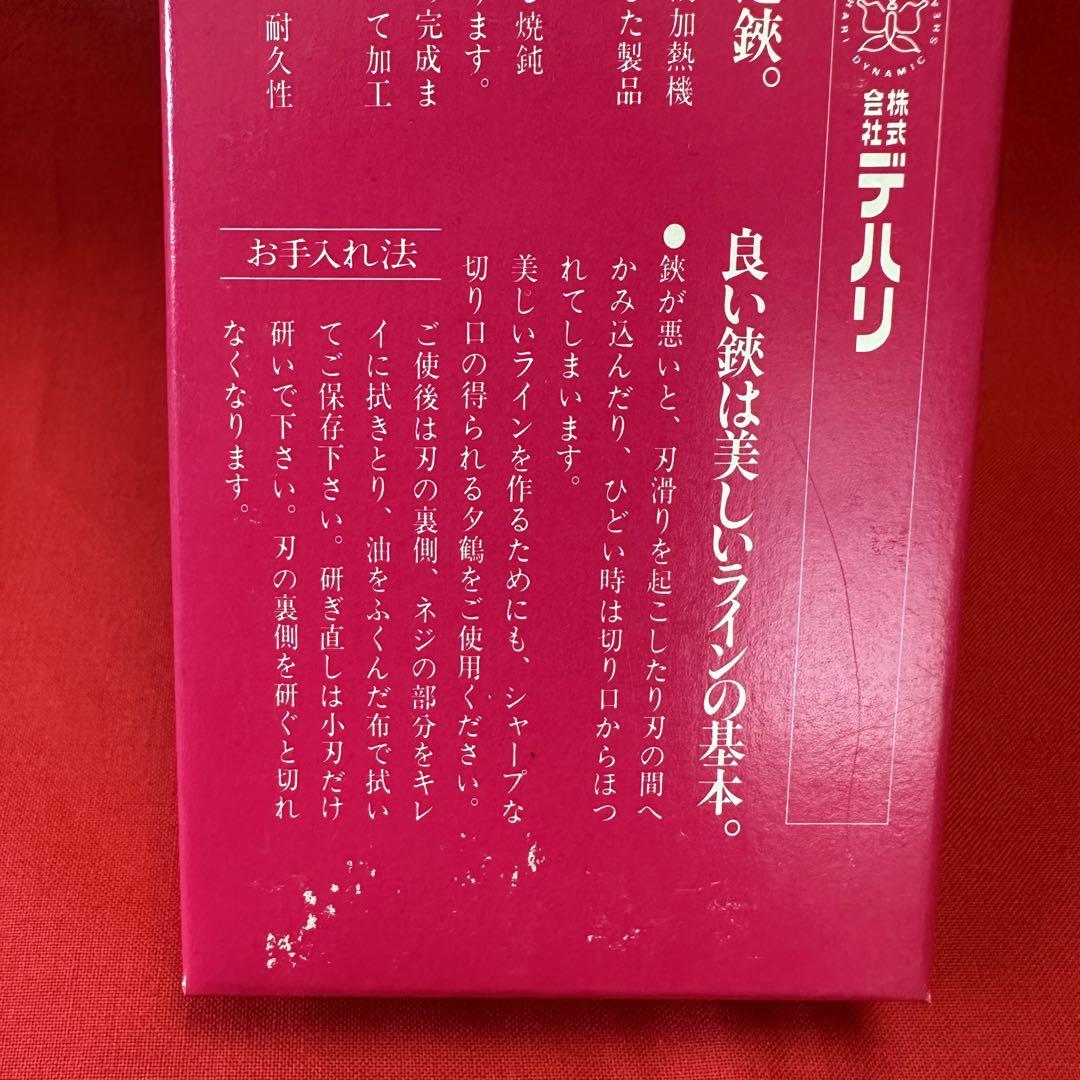 DYNAMIC
株式
会社
デハリ
鋏。
加熱機
た製品
焼鈍
ます。
完成ま
て加工
耐久性
良い鋏は美しいラインの基本。
●鋏が悪いと、刃滑りを起こしたり刃の間へ
かみ込んだり、ひどい時は切り口からほつ
れてしまいます。
美しいラインを作るためにも、シャープな
切り口の得られる夕鶴をご使用ください。
お手入れ法
ご使後は刃の裏側、ネジの部分をキレ
イに拭きとり、油をふくんだ布で拭い
てご保存下さい。研ぎ直しは小刃だけ
研いで下さい。刃の裏側を研ぐと切れ
なくなります。